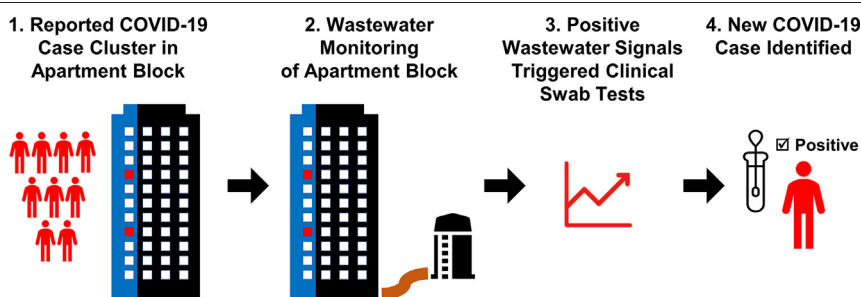 1. Reported COVID-19
Case Cluster in
Apartment Block
2. Wastewater
Monitoring
of Apartment Block
3. Positive
Wastewater Signals
Triggered Clinical
Swab Tests
4. New COVID-19
Case Identified
☑ Positive